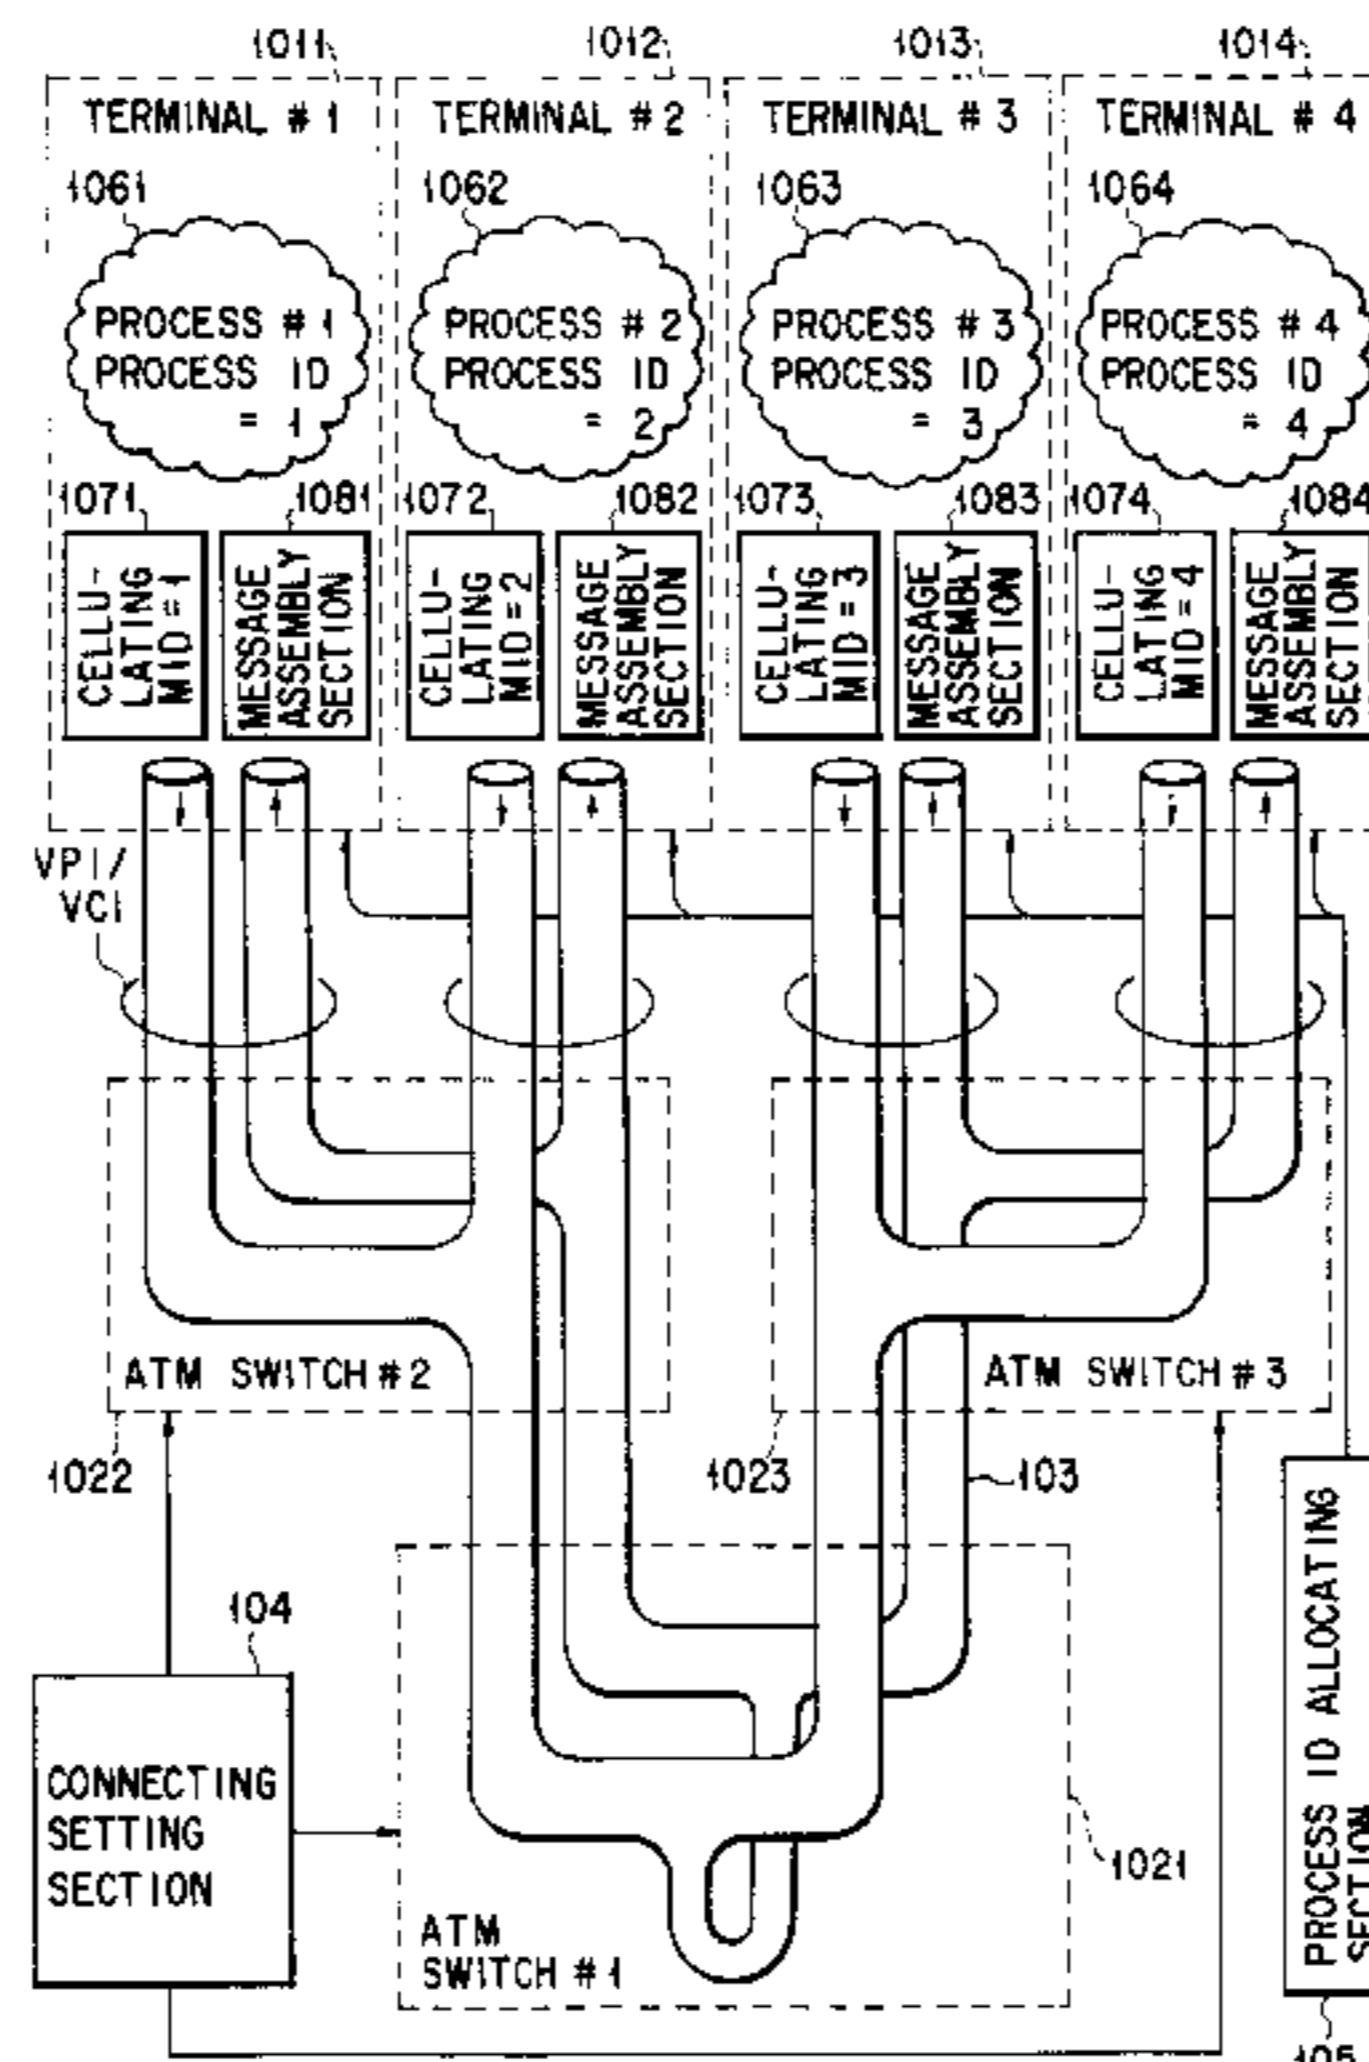 1011
1012
1013
1014
TERMINAL # 1
TERMINAL # 2
TERMINAL # 3
TERMINAL # 4
1061
1062
1063
1064
PROCESS # 1
PROCESS ID
= 1
PROCESS # 2
PROCESS ID
= 2
PROCESS # 3
PROCESS ID
= 3
PROCESS # 4
PROCESS ID
= 4
1071
1081
1072
1082
1073
1083
1074
1084
CELLU-
LATING
MID = 1
MESSAGE
ASSEMBLY
SECTION
CELLU-
LATING
MID = 2
MESSAGE
ASSEMBLY
SECTION
CELLU-
LATING
MID = 3
MESSAGE
ASSEMBLY
SECTION
CELLU-
LATING
MID = 4
MESSAGE
ASSEMBLY
SECTION
VPI/
VCI
ATM SWITCH # 2
ATM SWITCH # 3
1022
1023
103
104
CONNECTING
SETTING
SECTION
PROCESS ID ALLOCATING
SECTION
1021
ATM
SWITCH # 1
105